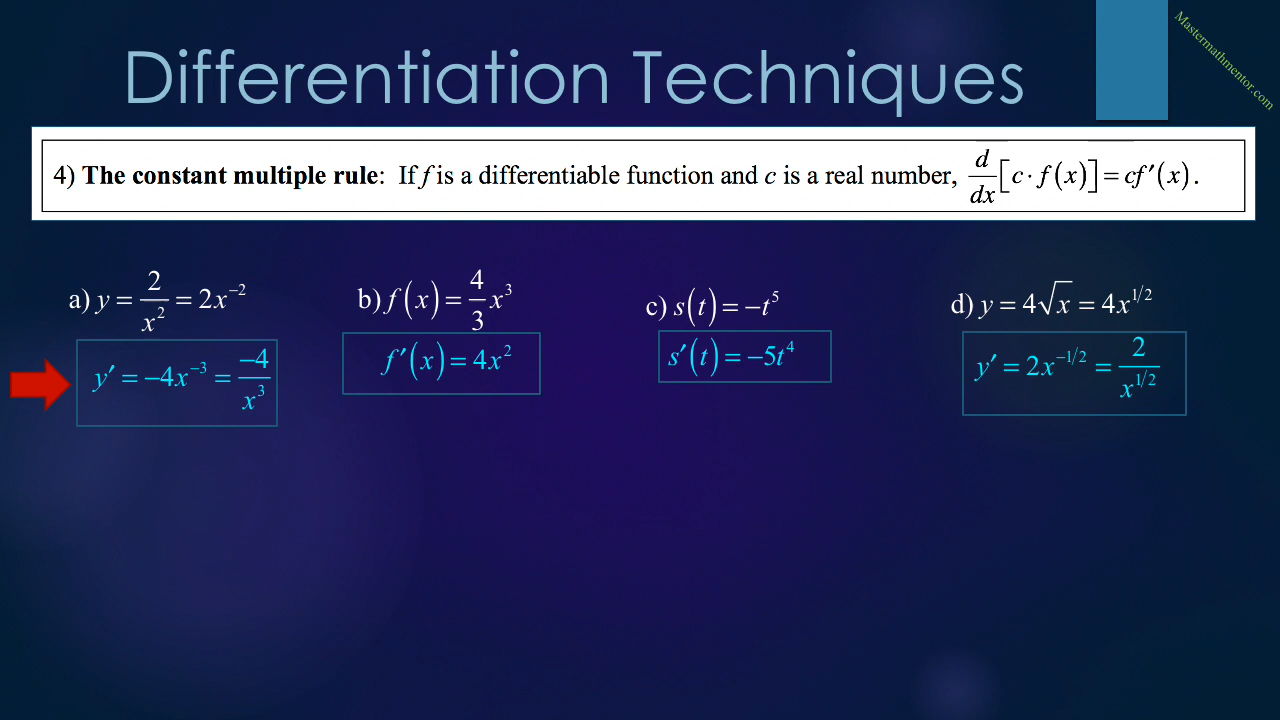 Differentiation Techniques
Mastermathmentor.com
4) The constant multiple rule: If f is a differentiable function and c is a real number, d/dx[c·f(x)]=cf′(x).
a) y = 2/x² = 2x⁻² b) f(x) = 4/3 x³ c) s(t) = −t⁵ d) y = 4√x = 4x^(1/2)
y′ = −4x⁻³ = −4/x³ f′(x) = 4x² s′(t) = −5t⁴ y′ = 2x^(−1/2) = 2/x^(1/2)